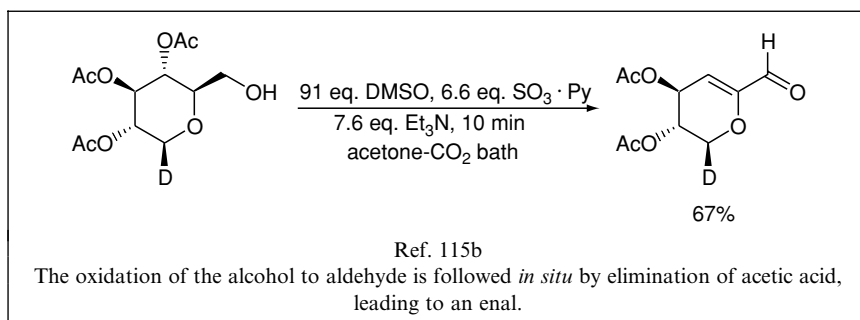 OAc
AcO
OH
O
AcO
D
91 eq. DMSO, 6.6 eq. SO₃ · Py
7.6 eq. Et₃N, 10 min
acetone-CO₂ bath
H
AcO
O
O
AcO
D
67%
Ref. 115b
The oxidation of the alcohol to aldehyde is followed in situ by elimination of acetic acid,
leading to an enal.